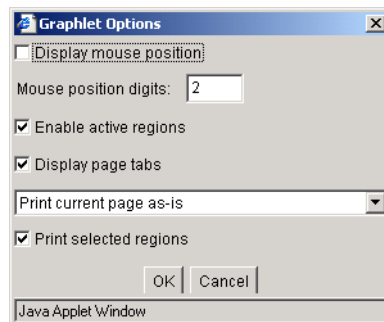 Graphlet Options
Display mouse position
Mouse position digits: 2
Enable active regions
Display page tabs
Print current page as-is
Print selected regions
OK Cancel
Java Applet Window